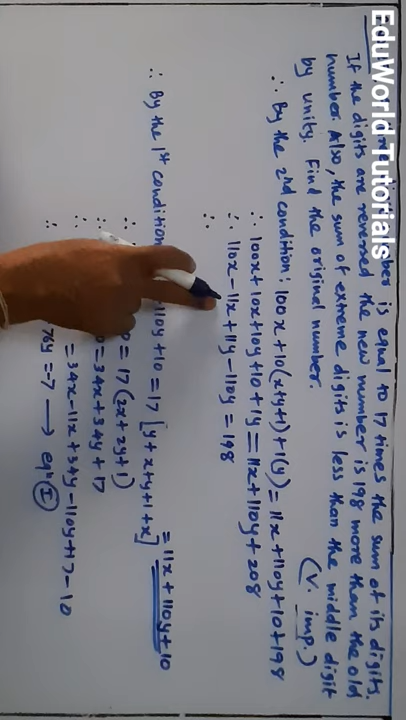 EduWorld Tutorials
is equal to 17 times the sum of its digits.
If the digits are reversed the new number is 198 more than the old
number. Also, the sum of extreme digits is less than the middle digit
by unity. Find the original number. (V. imp.)
∴ By the 2nd condition; 100x+10(x+y+1)+1(y)=11x+110y+10+198
∴ 100x+10x+10y+10+1y=11x+110y+208
∴ 110x-11x+11y-110y=198
∴
= 11x+110y+10
∴ By the 1st condition 110y+10=17[y+x+y+1+x]
∴ 0=17(2x+2y+1)
∴ 0=34x+34y+17
∴ =34x-11x+34y-110y+17-10
∴ 76y=-7 → eqn I